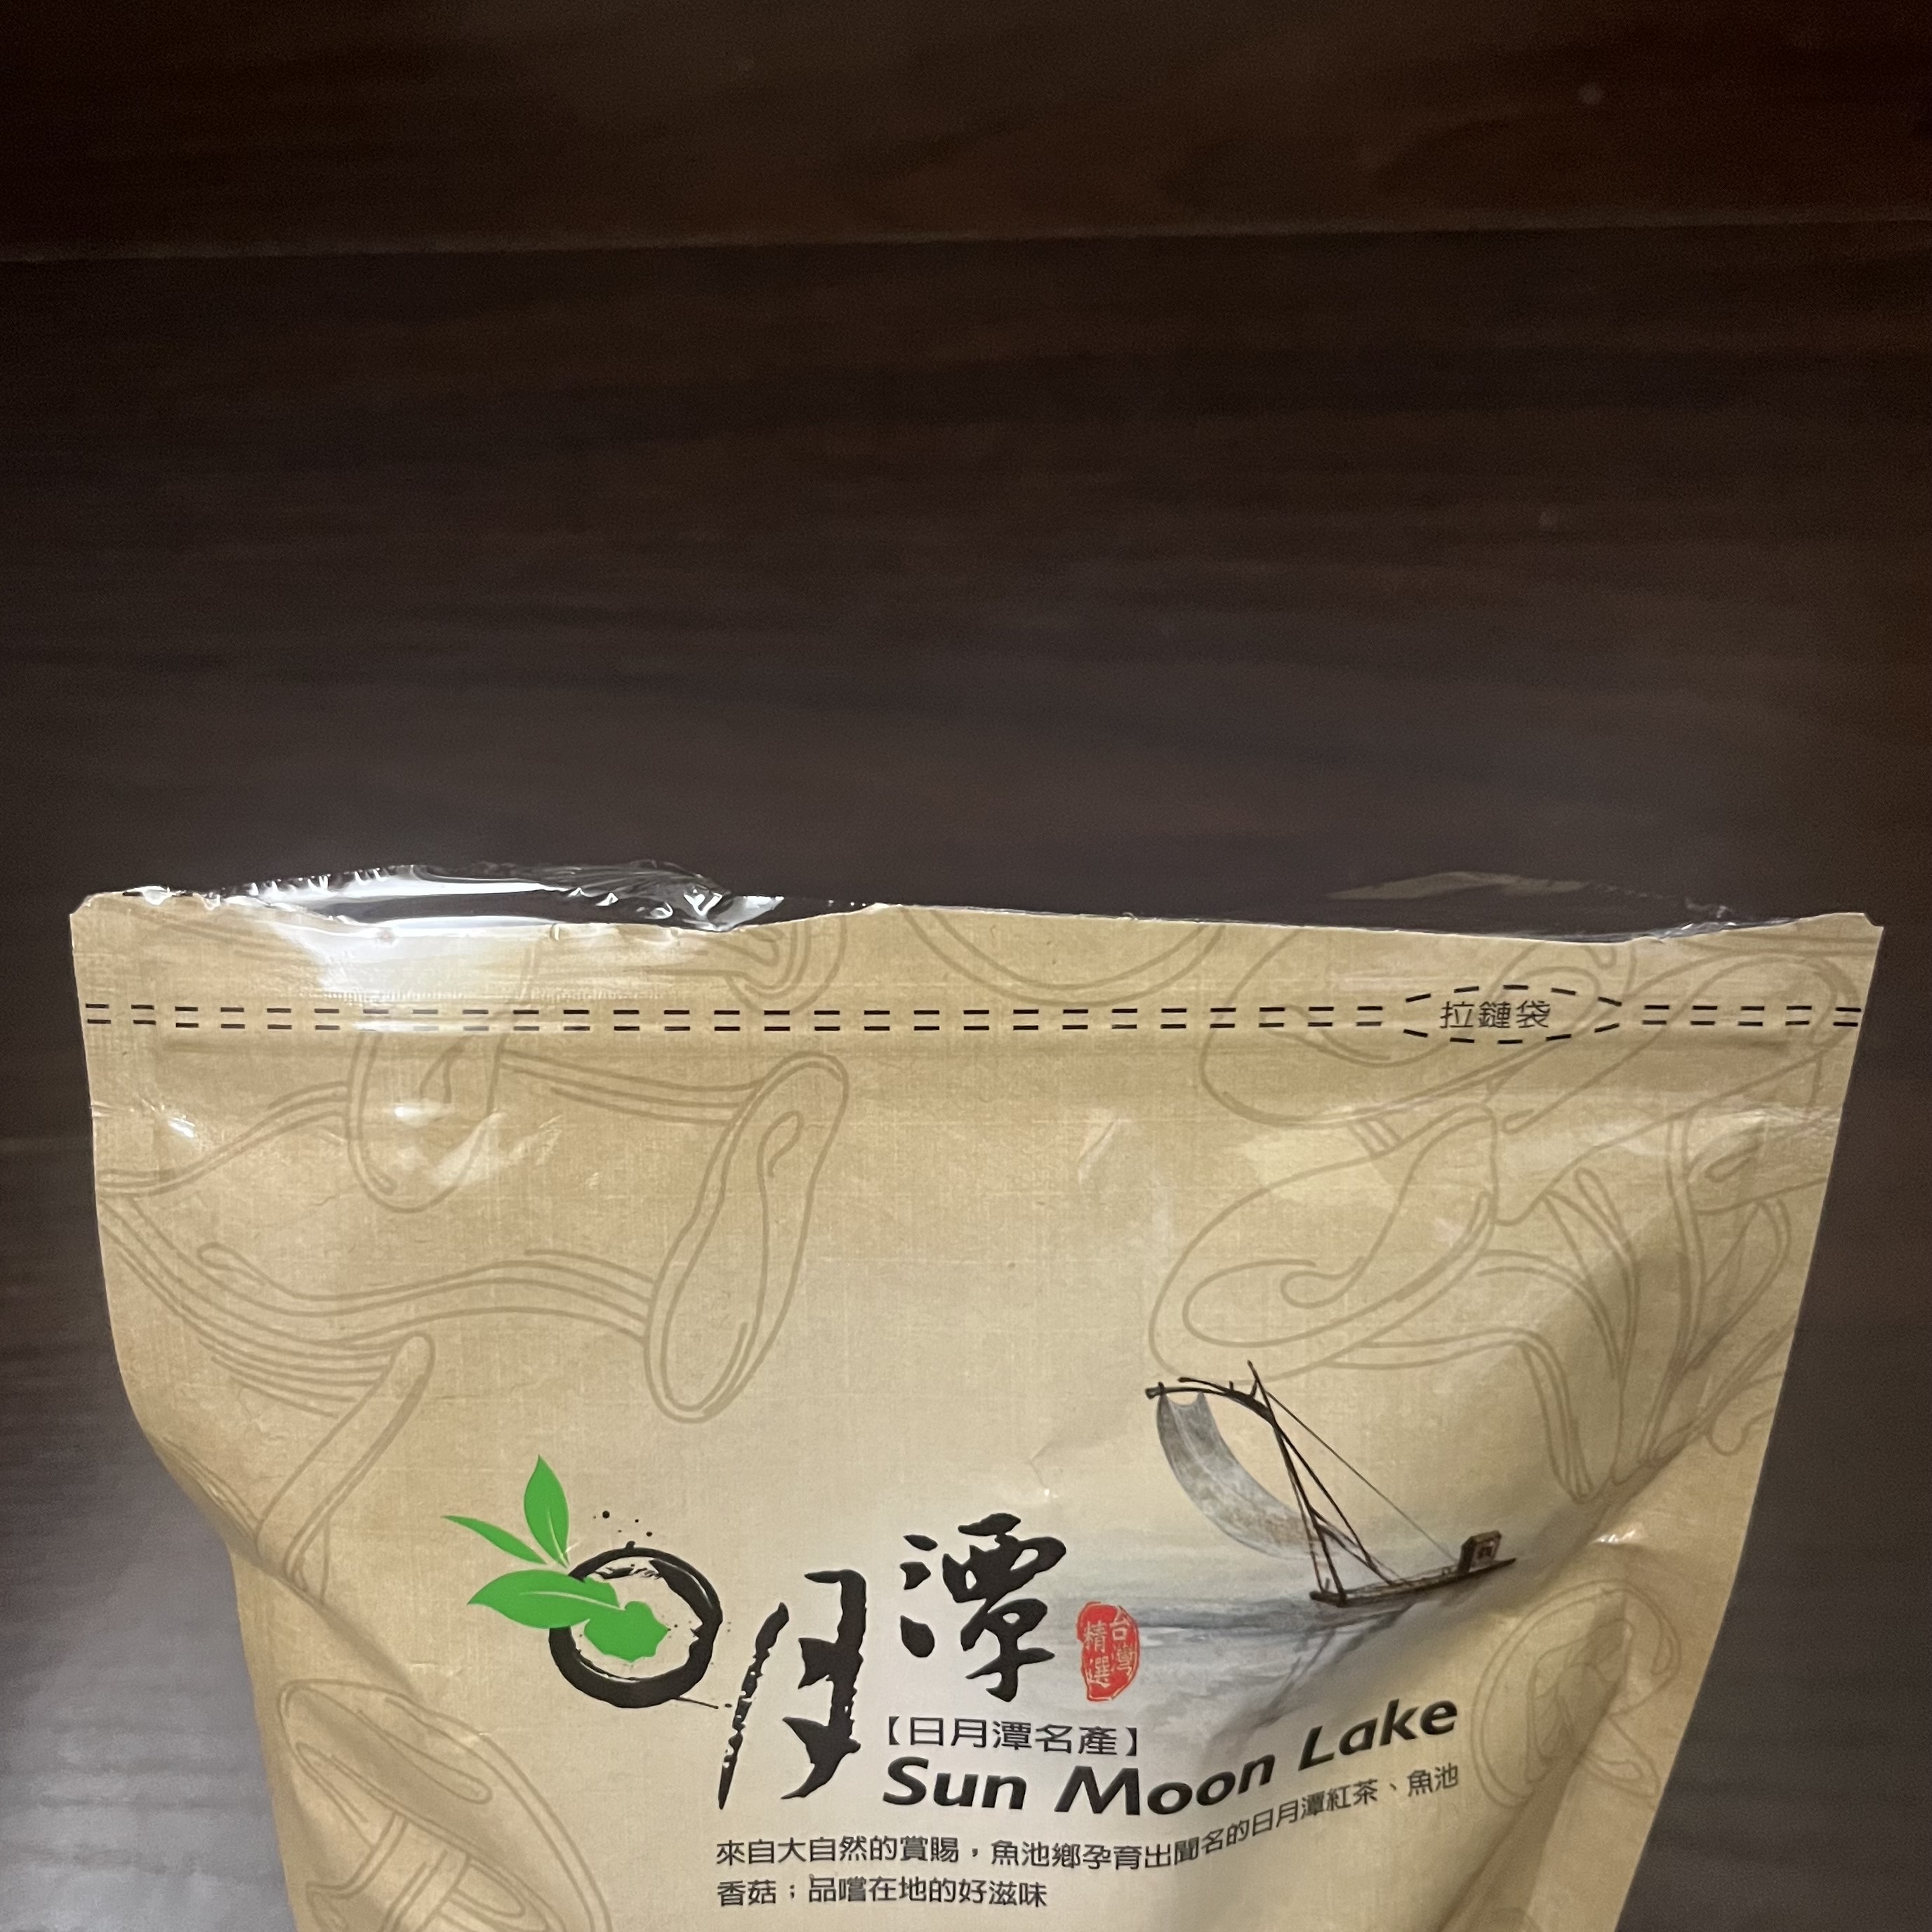 拉鏈袋
日月潭
台灣
精選
【日月潭名產】
Sun Moon Lake
來自大自然的賞賜，魚池鄉孕育出聞名的日月潭紅茶、魚池
香菇；品嚐在地的好滋味